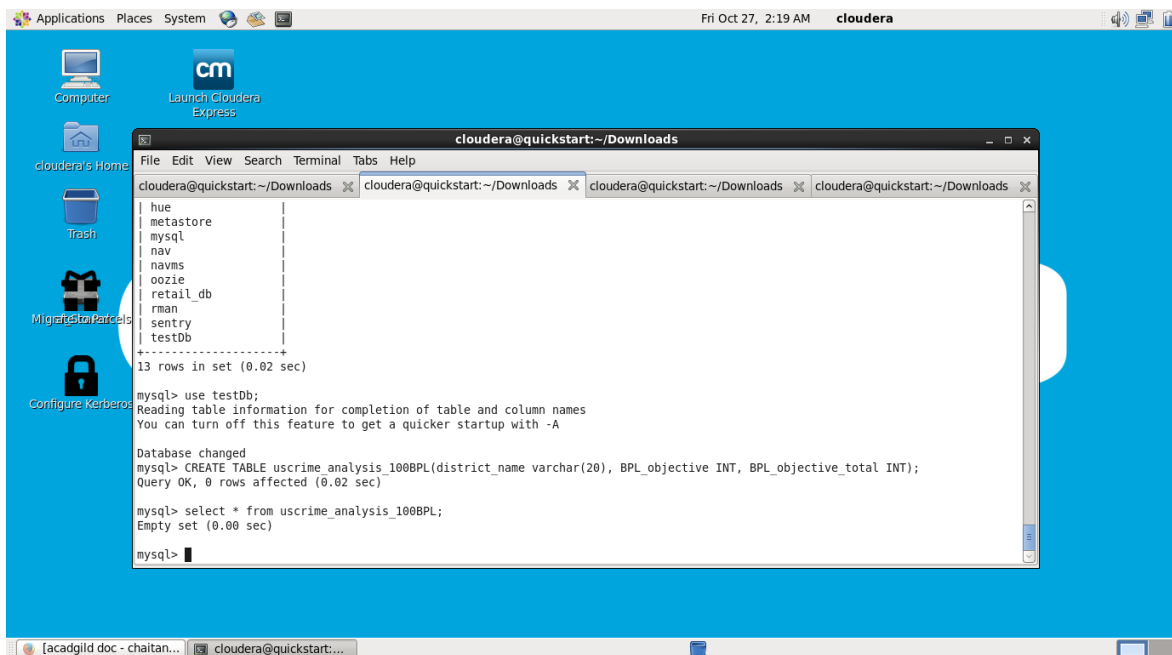 Applications Places System Fri Oct 27, 2:19 AM cloudera
cm
Computer
Launch Cloudera
Express
cloudera's Home
Trash
Configure Kerberos
cloudera@quickstart:~/Downloads
File Edit View Search Terminal Tabs Help
cloudera@quickstart:~/Downloads cloudera@quickstart:~/Downloads cloudera@quickstart:~/Downloads cloudera@quickstart:~/Downloads
| hue |
| metastore |
| mysql |
| nav |
| navms |
| oozie |
| retail_db |
| rman |
| sentry |
| testDb |
+--------------------+
13 rows in set (0.02 sec)
mysql> use testDb;
Reading table information for completion of table and column names
You can turn off this feature to get a quicker startup with -A
Database changed
mysql> CREATE TABLE uscrime_analysis_100BPL(district_name varchar(20), BPL_objective INT, BPL_objective_total INT);
Query OK, 0 rows affected (0.02 sec)
mysql> select * from uscrime_analysis_100BPL;
Empty set (0.00 sec)
mysql>
[acadgild doc - chaitan... cloudera@quickstart:...